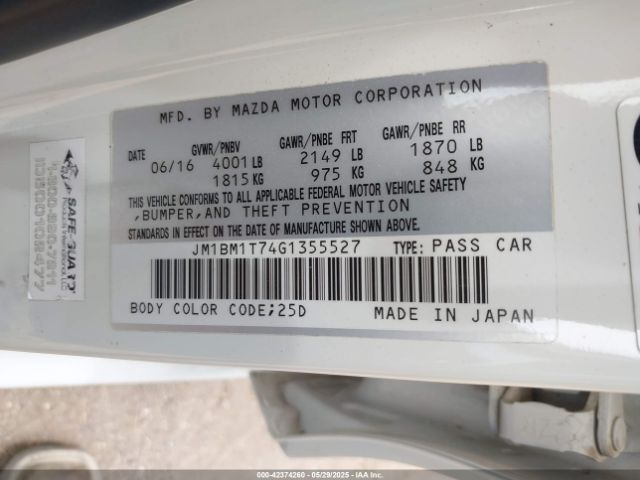 MFD. BY MAZDA MOTOR CORPORATION
DATE GVWR/PNBV GAWR/PNBE FRT GAWR/PNBE RR
06/16 4001 LB 2149 LB 1870 LB
1815 KG 975 KG 848 KG
THIS VEHICLE CONFORMS TO ALL APPLICABLE FEDERAL MOTOR VEHICLE SAFETY
,BUMPER,AND THEFT PREVENTION
STANDARDS IN EFFECT ON THE DATE OF MANUFACTURE SHOWN ABOVE.
JM1BM1T74G1355527 TYPE: PASS CAR
BODY COLOR CODE;25D MADE IN JAPAN
SAFE-GUARD
000-42374260 - 05/29/2025 - IAAI.COM